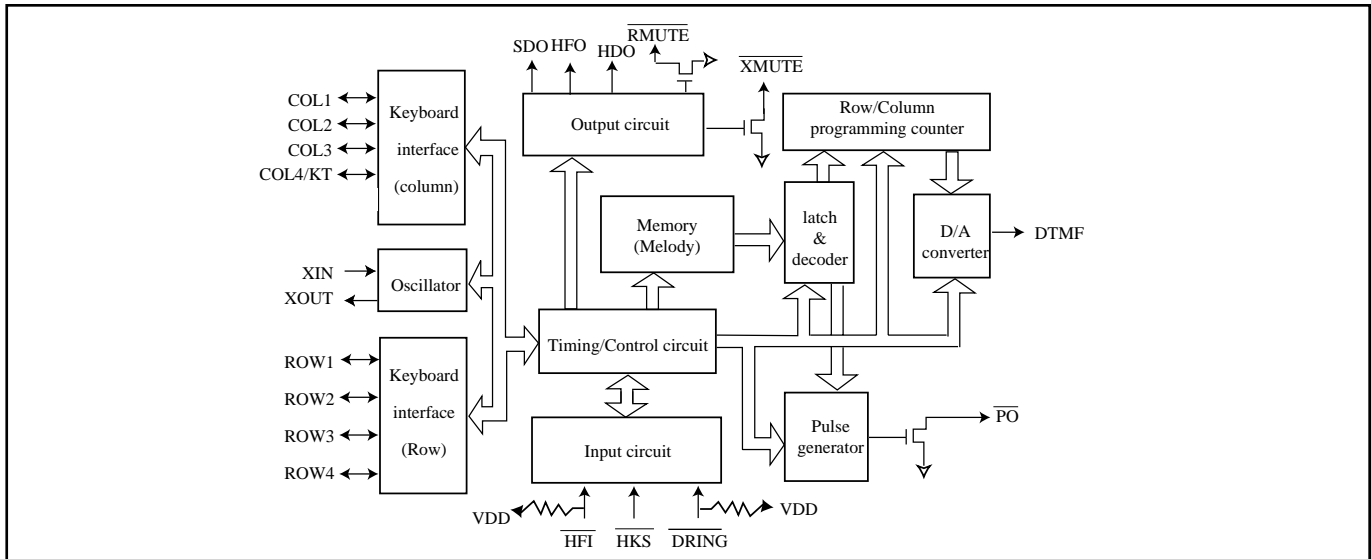 SDO
HFO
HDO
RMUTE
XMUTE
COL1
COL2
COL3
COL4/KT
Keyboard
interface
(column)
Output circuit
Row/Column
programming counter
Memory
(Melody)
latch
&
decoder
D/A
converter
DTMF
XIN
XOUT
Oscillator
Timing/Control circuit
ROW1
ROW2
ROW3
ROW4
Keyboard
interface
(Row)
Input circuit
Pulse
generator
PO
VDD
VDD
HFI
HKS
DRING